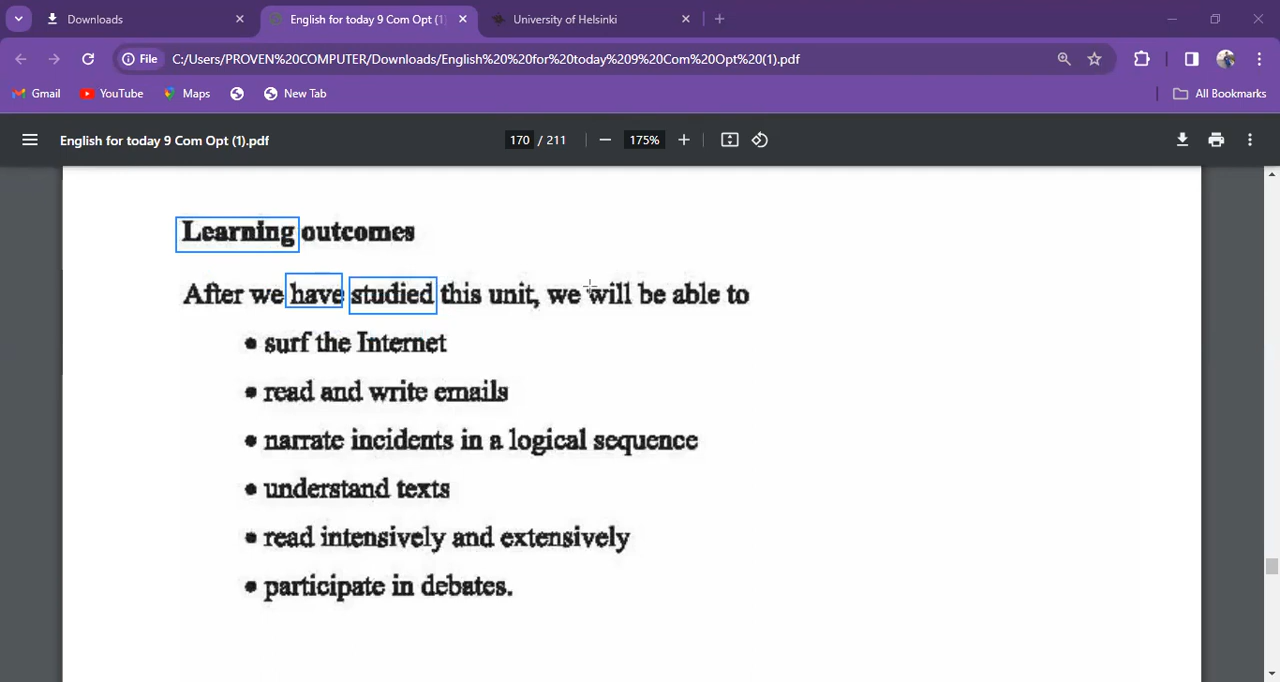 Downloads
English for today 9 Com Opt (1)
University of Helsinki
File
C:/Users/PROVEN%20COMPUTER/Downloads/English%20%20for%20today%209%20Com%20Opt%20(1).pdf
Gmail
YouTube
Maps
New Tab
All Bookmarks
English for today 9 Com Opt (1).pdf
170 / 211
175%
Learning outcomes
After we have studied this unit, we will be able to
• surf the Internet
• read and write emails
• narrate incidents in a logical sequence
• understand texts
• read intensively and extensively
• participate in debates.